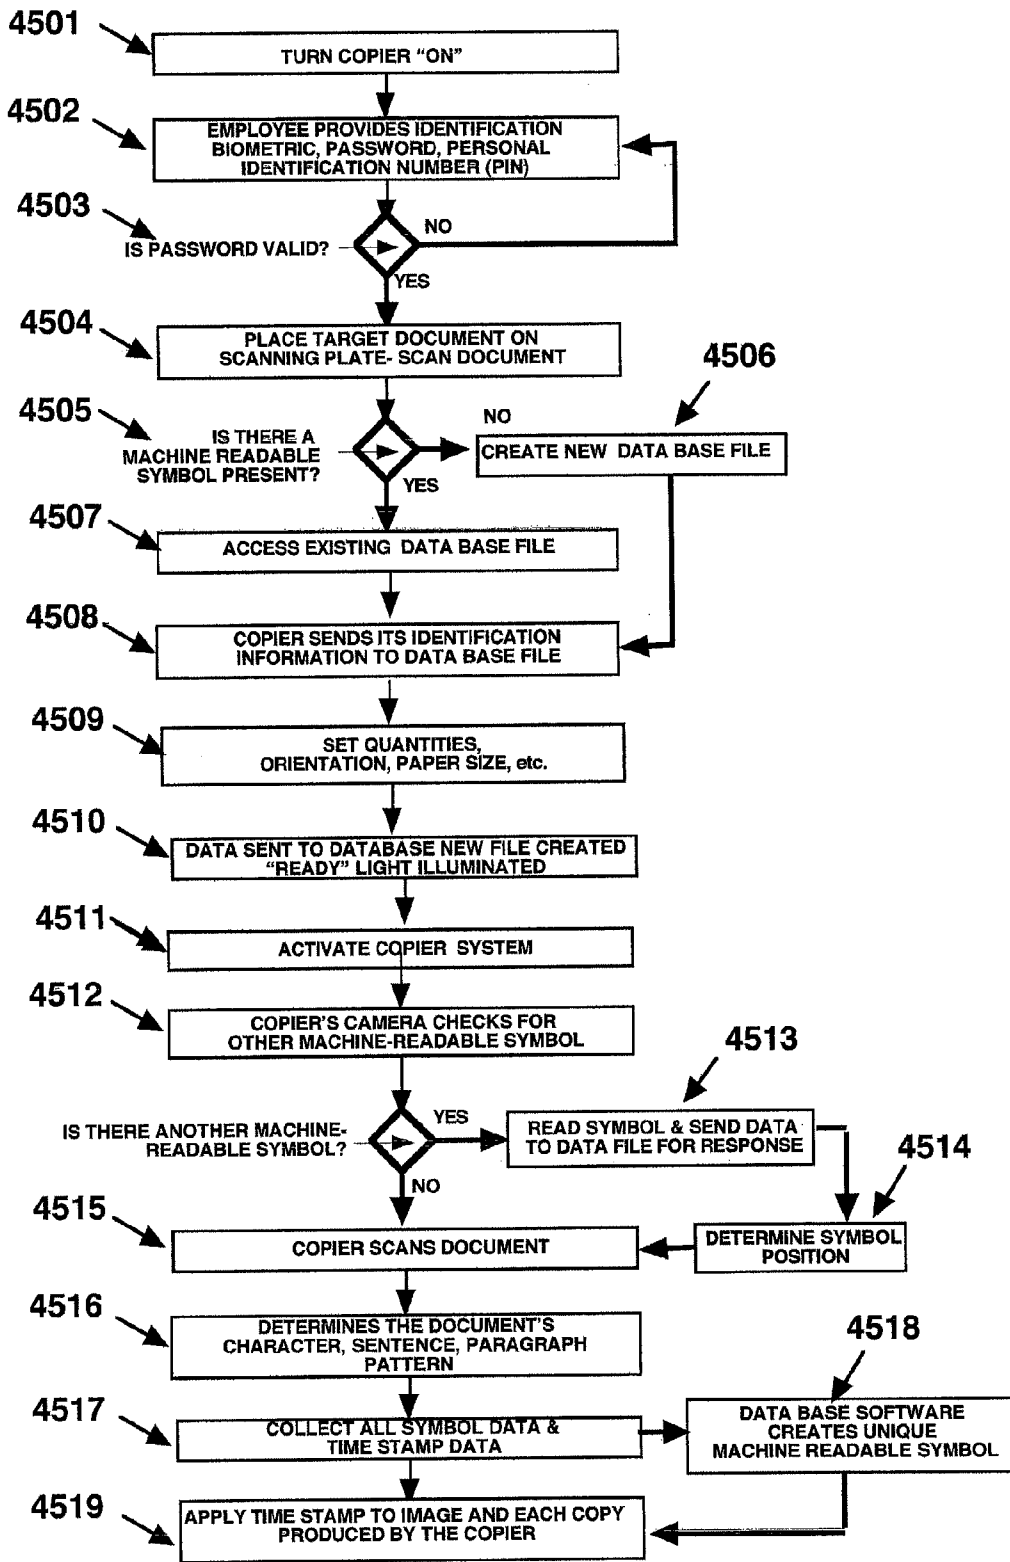 4501
TURN COPIER "ON"
4502
EMPLOYEE PROVIDES IDENTIFICATION
BIOMETRIC, PASSWORD, PERSONAL
IDENTIFICATION NUMBER (PIN)
4503
NO
IS PASSWORD VALID?
YES
4504
PLACE TARGET DOCUMENT ON
SCANNING PLATE- SCAN DOCUMENT
4505
IS THERE A
MACHINE READABLE
SYMBOL PRESENT?
NO
4506
CREATE NEW DATA BASE FILE
YES
4507
ACCESS EXISTING DATA BASE FILE
4508
COPIER SENDS ITS IDENTIFICATION
INFORMATION TO DATA BASE FILE
4509
SET QUANTITIES,
ORIENTATION, PAPER SIZE, etc.
4510
DATA SENT TO DATABASE NEW FILE CREATED
"READY" LIGHT ILLUMINATED
4511
ACTIVATE COPIER SYSTEM
4512
COPIER'S CAMERA CHECKS FOR
OTHER MACHINE-READABLE SYMBOL
IS THERE ANOTHER MACHINE-
READABLE SYMBOL?
YES
4513
READ SYMBOL & SEND DATA
TO DATA FILE FOR RESPONSE
4514
DETERMINE SYMBOL
POSITION
NO
4515
COPIER SCANS DOCUMENT
4516
DETERMINES THE DOCUMENT'S
CHARACTER, SENTENCE, PARAGRAPH
PATTERN
4517
COLLECT ALL SYMBOL DATA &
TIME STAMP DATA
4518
DATA BASE SOFTWARE
CREATES UNIQUE
MACHINE READABLE SYMBOL
4519
APPLY TIME STAMP TO IMAGE AND EACH COPY
PRODUCED BY THE COPIER